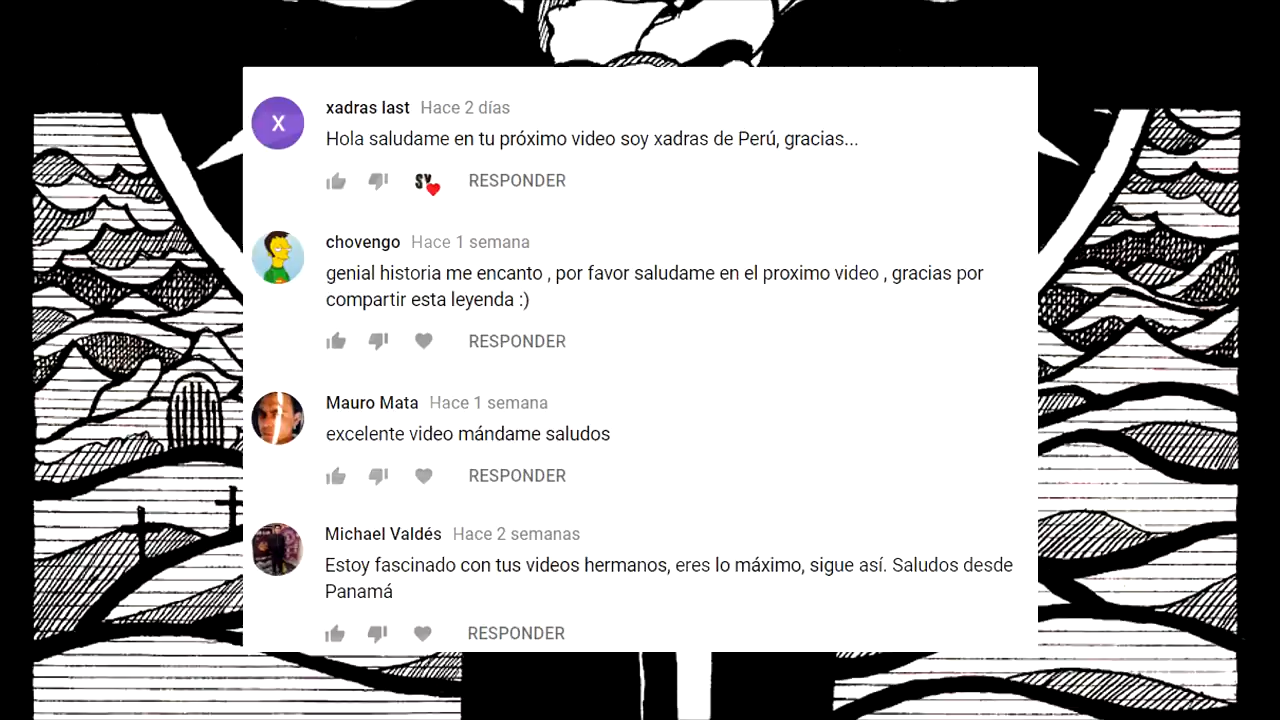 X
xadras last Hace 2 días
Hola saludame en tu próximo video soy xadras de Perú, gracias...
SV RESPONDER
chovengo Hace 1 semana
genial historia me encanto , por favor saludame en el proximo video , gracias por
compartir esta leyenda :)
RESPONDER
Mauro Mata Hace 1 semana
excelente video mándame saludos
RESPONDER
Michael Valdés Hace 2 semanas
Estoy fascinado con tus videos hermanos, eres lo máximo, sigue así. Saludos desde
Panamá
RESPONDER